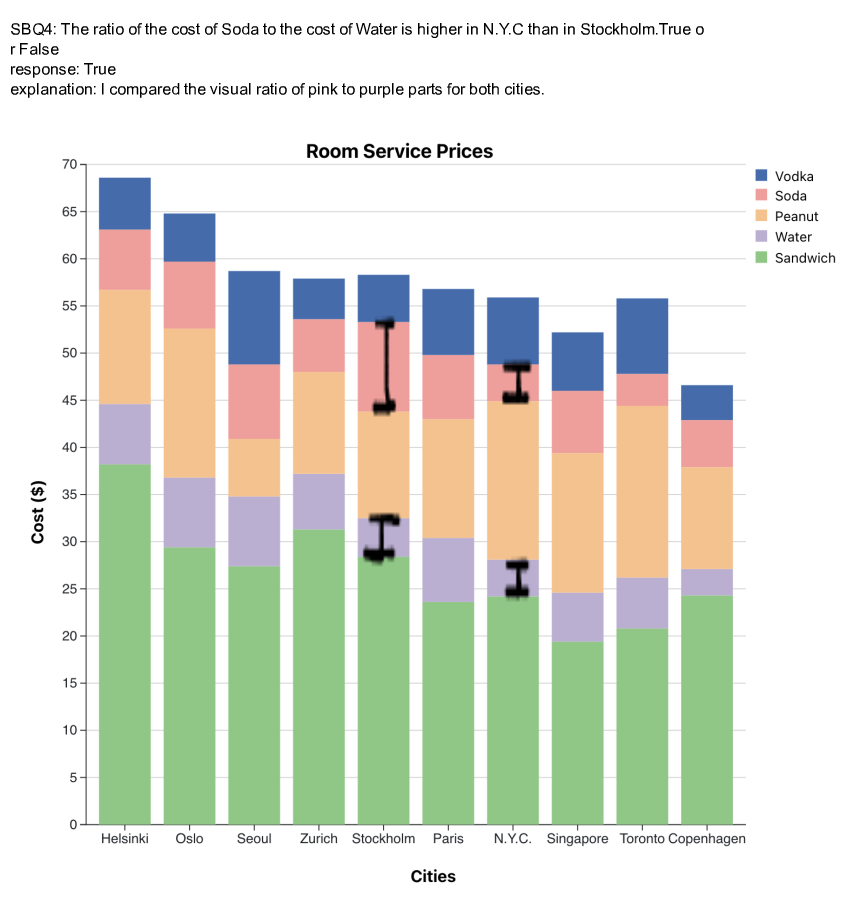 SBQ4: The ratio of the cost of Soda to the cost of Water is higher in N.Y.C than in Stockholm.True o
r False
response: True
explanation: I compared the visual ratio of pink to purple parts for both cities.
Room Service Prices
70
65
60
55
50
45
40
35
30
25
20
15
10
5
0
Cost ($)
Vodka
Soda
Peanut
Water
Sandwich
Helsinki Oslo Seoul Zurich Stockholm Paris N.Y.C. Singapore Toronto Copenhagen
Cities